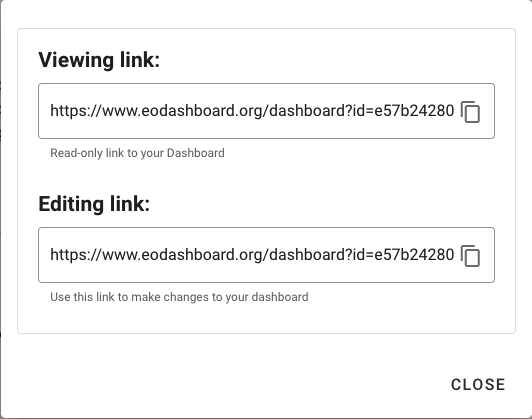 Viewing link:
https://www.eodashboard.org/dashboard?id=e57b24280
Read-only link to your Dashboard
Editing link:
https://www.eodashboard.org/dashboard?id=e57b24280
Use this link to make changes to your dashboard
CLOSE